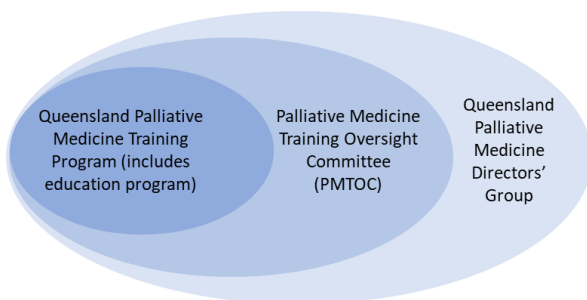 Queensland Palliative
Medicine Training
Program (includes
education program)
Palliative Medicine
Training Oversight
Committee
(PMTOC)
Queensland
Palliative
Medicine
Directors’
Group